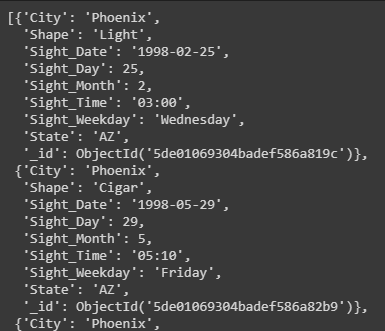 [{'City': 'Phoenix',
'Shape': 'Light',
'Sight_Date': '1998-02-25',
'Sight_Day': 25,
'Sight_Month': 2,
'Sight_Time': '03:00',
'Sight_Weekday': 'Wednesday',
'State': 'AZ',
'_id': ObjectId('5de01069304badef586a819c')},
{'City': 'Phoenix',
'Shape': 'Cigar',
'Sight_Date': '1998-05-29',
'Sight_Day': 29,
'Sight_Month': 5,
'Sight_Time': '05:10',
'Sight_Weekday': 'Friday',
'State': 'AZ',
'_id': ObjectId('5de01069304badef586a82b9')},
{'City': 'Phoenix',